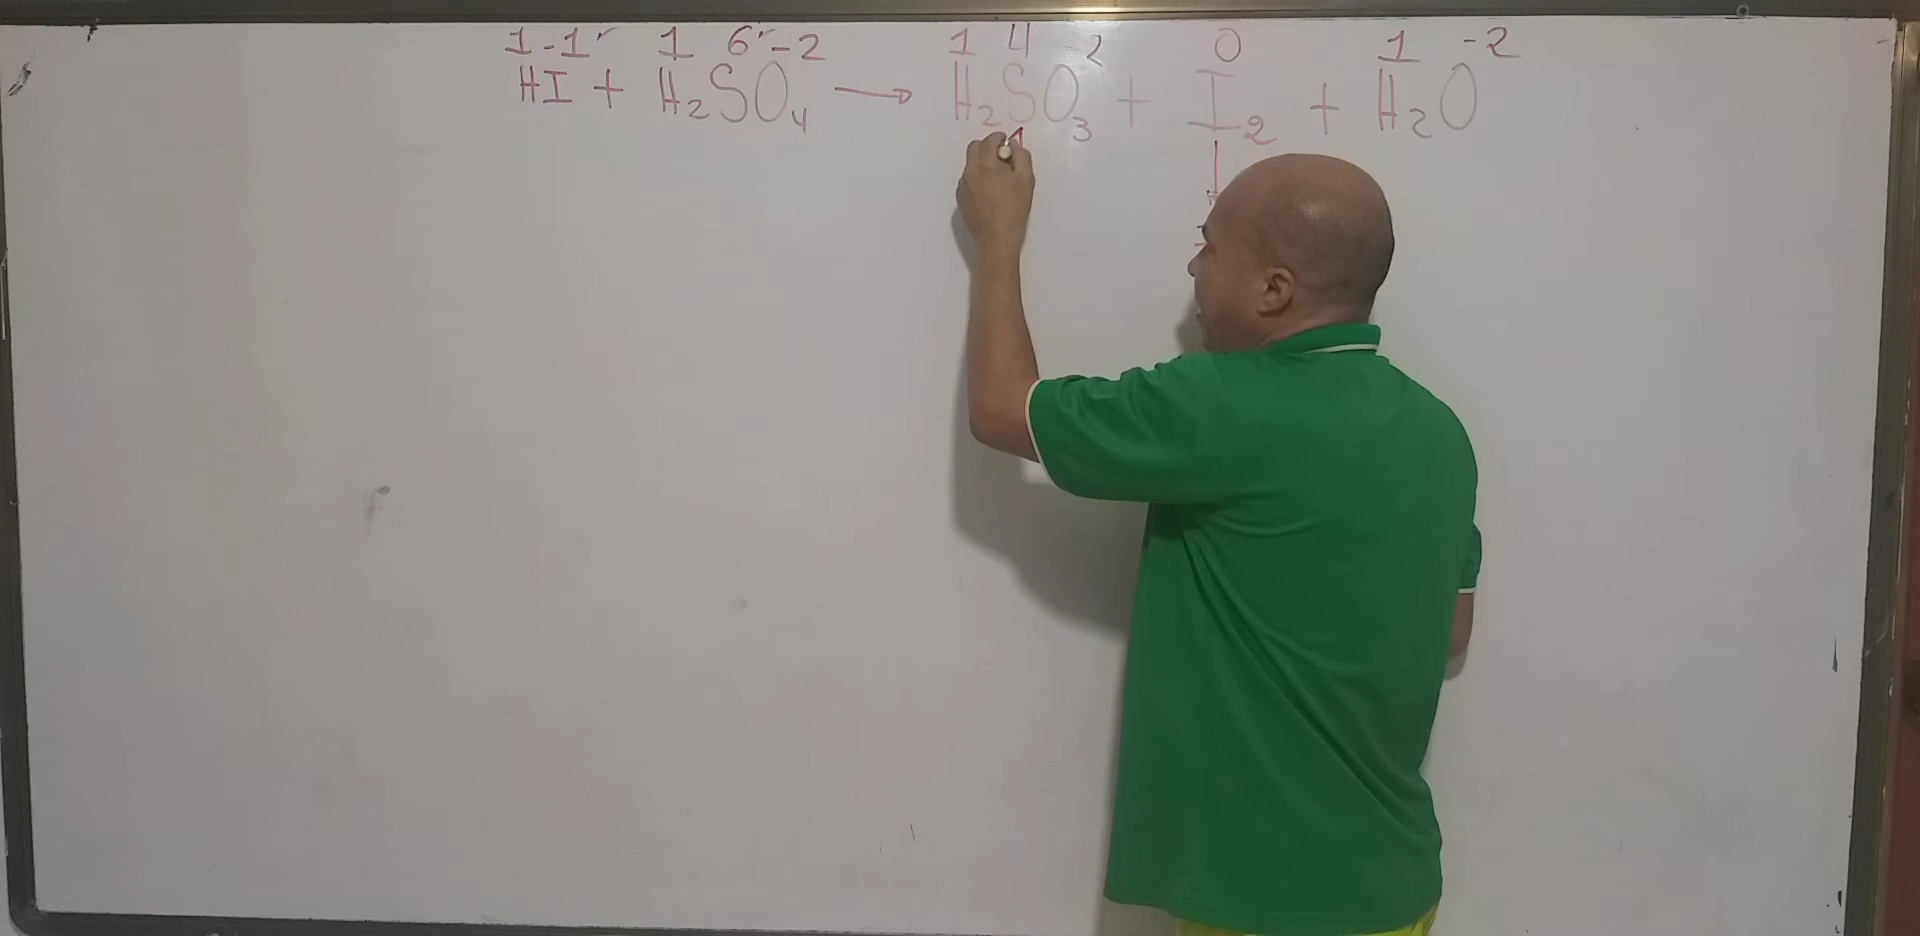 1 -1 1 6 -2 1 4 2 0 1 -2
HI + H₂SO₄ → H₂SO₃ + I₂ + H₂O